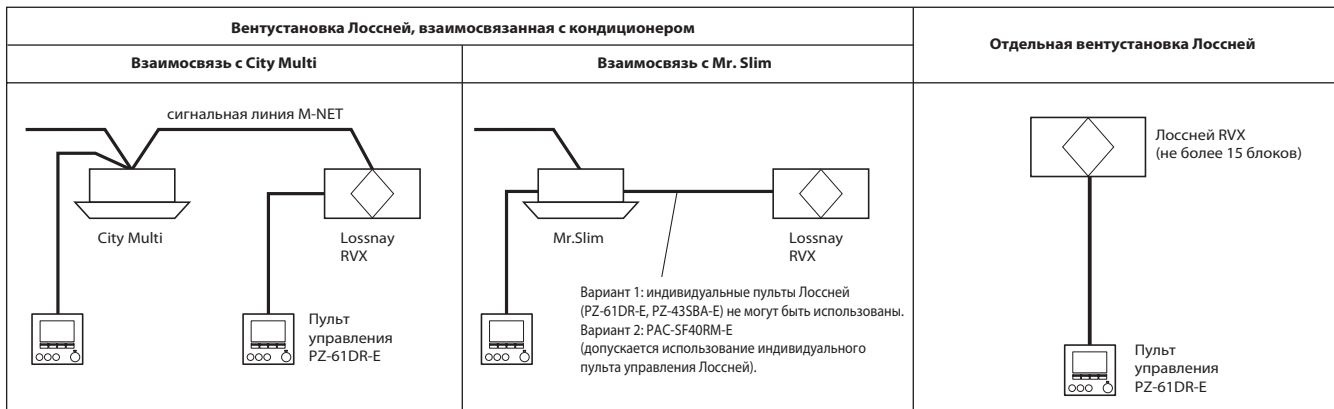 Вентустановка Лоссней, взаимосвязанная с кондиционером
Отдельная вентустановка Лоссней
Взаимосвязь с City Multi
Взаимосвязь с Mr. Slim
сигнальная линия M-NET
City Multi
Lossnay
RVX
Пульт
управления
PZ-61DR-E
Mr.Slim
Lossnay
RVX
Вариант 1: индивидуальные пульты Лоссней
(PZ-61DR-E, PZ-43SBA-E) не могут быть использованы.
Вариант 2: PAC-SF40RM-E
(допускается использование индивидуального
пульта управления Лоссней).
Лоссней RVX
(не более 15 блоков)
Пульт
управления
PZ-61DR-E